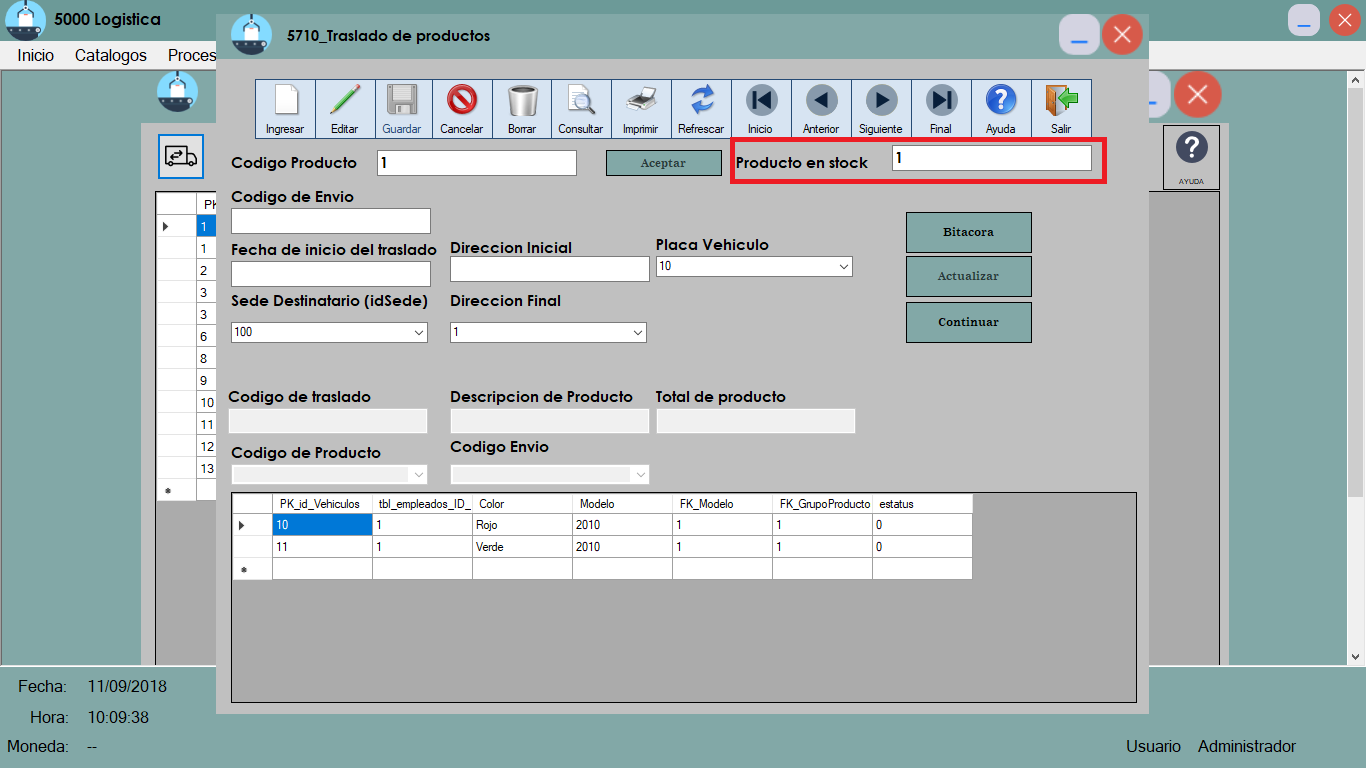 5000 Logistica
5710_Traslado de productos
Inicio Catalogos Proces
Ingresar Editar Guardar Cancelar Borrar Consultar Imprimir Refrescar Inicio Anterior Siguiente Final Ayuda Salir
Codigo Producto 1 Aceptar Producto en stock 1
AYUDA
Codigo de Envio
Bitacora
Fecha de inicio del traslado Direccion Inicial Placa Vehiculo
10
Actualizar
Sede Destinatario (idSede) Direccion Final
100 1
Continuar
Codigo de traslado Descripcion de Producto Total de producto
Codigo de Producto Codigo Envio
PK_id_Vehiculos tbl_empleados_ID_ Color Modelo FK_Modelo FK_GrupoProducto estatus
10 1 Rojo 2010 1 1 0
11 1 Verde 2010 1 1 0
PK
1
1
2
3
3
6
8
9
10
11
12
13
Fecha: 11/09/2018
Hora: 10:09:38
Moneda: --
Usuario Administrador